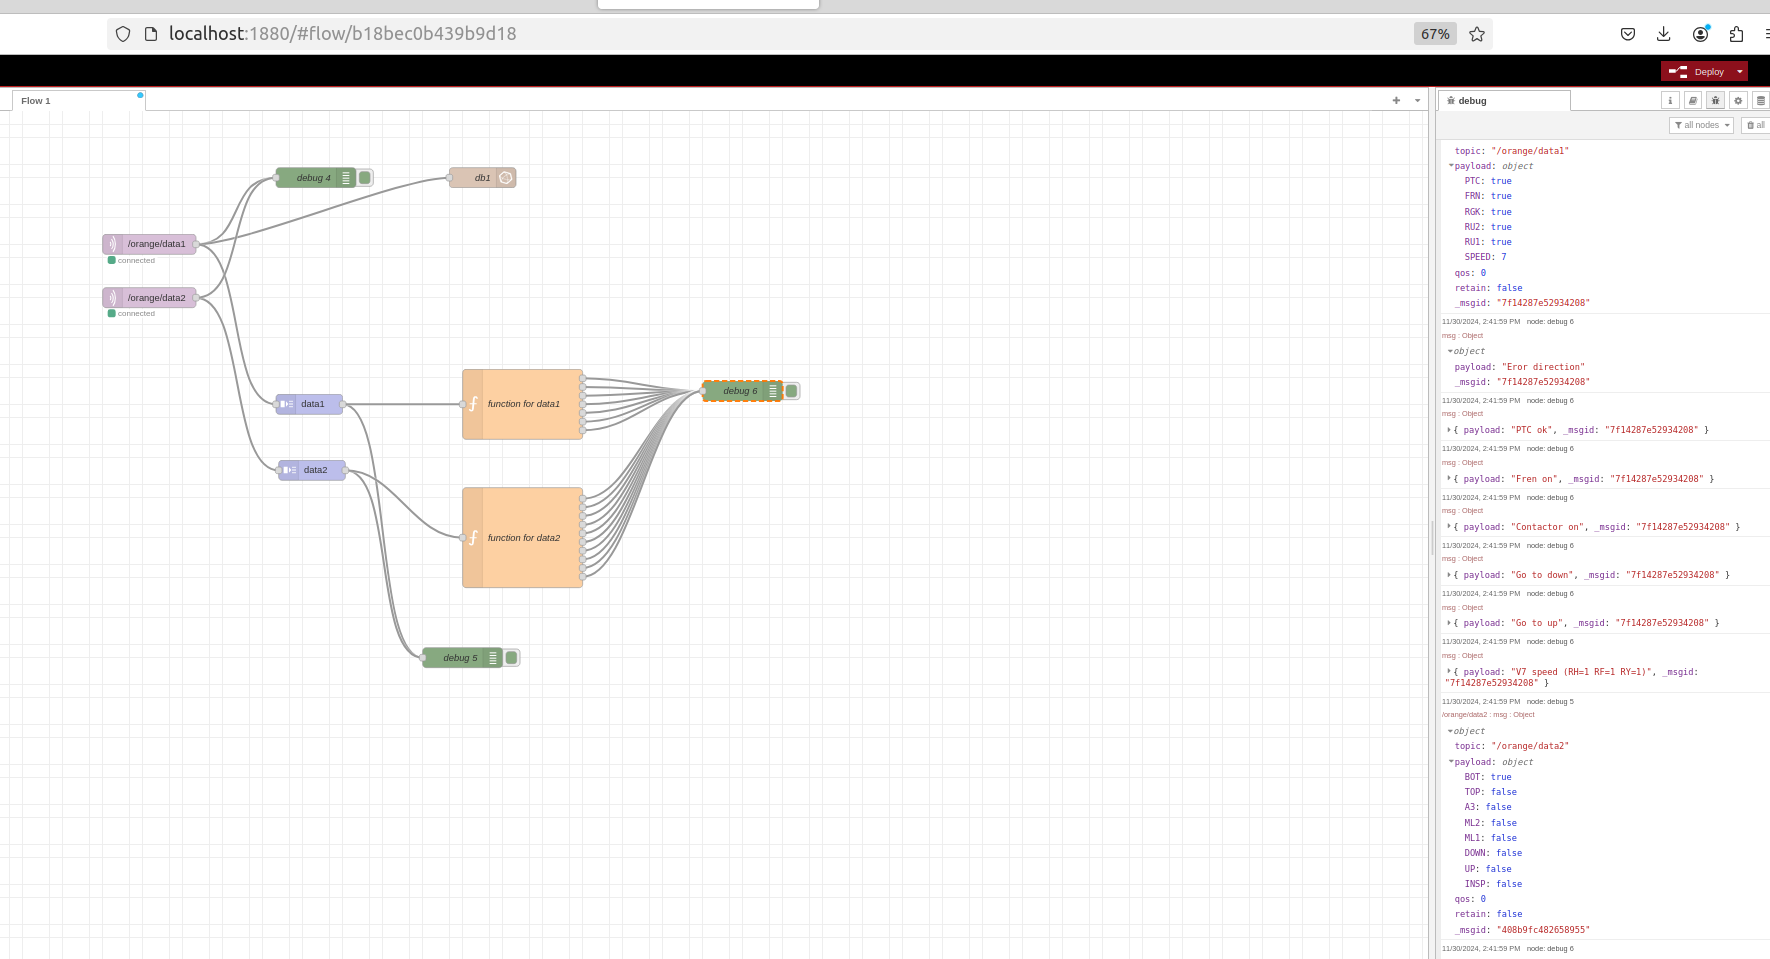 localhost:1880/#flow/b18bec0b439b9d18
67%
Deploy
Flow 1
debug
all nodes
all
debug 4
db1
/orange/data1
connected
/orange/data2
connected
data1
function for data1
debug 6
data2
function for data2
debug 5
topic: "/orange/data1"
payload: object
PTC: true
FRN: true
RGK: true
RU2: true
RU1: true
SPEED: 7
qos: 0
retain: false
_msgid: "7f14287e52934208"
11/30/2024, 2:41:59 PM node: debug 6
msg : Object
object
payload: "Eror direction"
_msgid: "7f14287e52934208"
11/30/2024, 2:41:59 PM node: debug 6
msg : Object
{ payload: "PTC ok", _msgid: "7f14287e52934208" }
11/30/2024, 2:41:59 PM node: debug 6
msg : Object
{ payload: "Fren on", _msgid: "7f14287e52934208" }
11/30/2024, 2:41:59 PM node: debug 6
msg : Object
{ payload: "Contactor on", _msgid: "7f14287e52934208" }
11/30/2024, 2:41:59 PM node: debug 6
msg : Object
{ payload: "Go to down", _msgid: "7f14287e52934208" }
11/30/2024, 2:41:59 PM node: debug 6
msg : Object
{ payload: "Go to up", _msgid: "7f14287e52934208" }
11/30/2024, 2:41:59 PM node: debug 6
msg : Object
{ payload: "V7 speed (RH=1 RF=1 RY=1)", _msgid:
"7f14287e52934208" }
11/30/2024, 2:41:59 PM node: debug 5
/orange/data2 : msg : Object
object
topic: "/orange/data2"
payload: object
BOT: true
TOP: false
A3: false
ML2: false
ML1: false
DOWN: false
UP: false
INSP: false
qos: 0
retain: false
_msgid: "408b9fc482658955"
11/30/2024, 2:41:59 PM node: debug 6